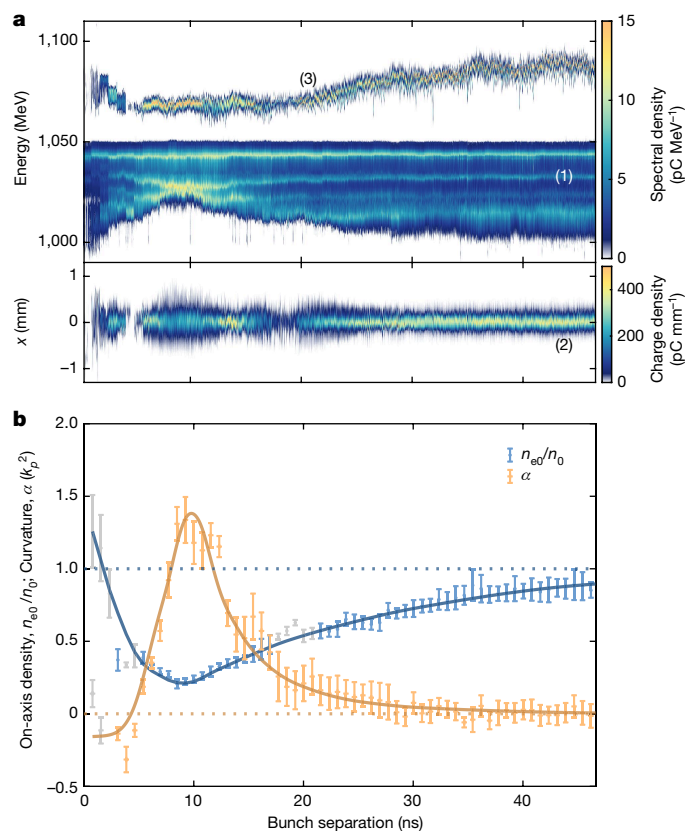 a
1,100
1,050
1,000
Energy (MeV)
(3)
(1)
15
10
5
0
Spectral density
(pC MeV⁻¹)
1
0
−1
x (mm)
(2)
400
200
0
Charge density
(pC mm⁻¹)
b
2.0
1.5
1.0
0.5
0
−0.5
On-axis density, nₑ₀/n₀; Curvature, α (kₚ²)
nₑ₀/n₀
α
0 10 20 30 40
Bunch separation (ns)